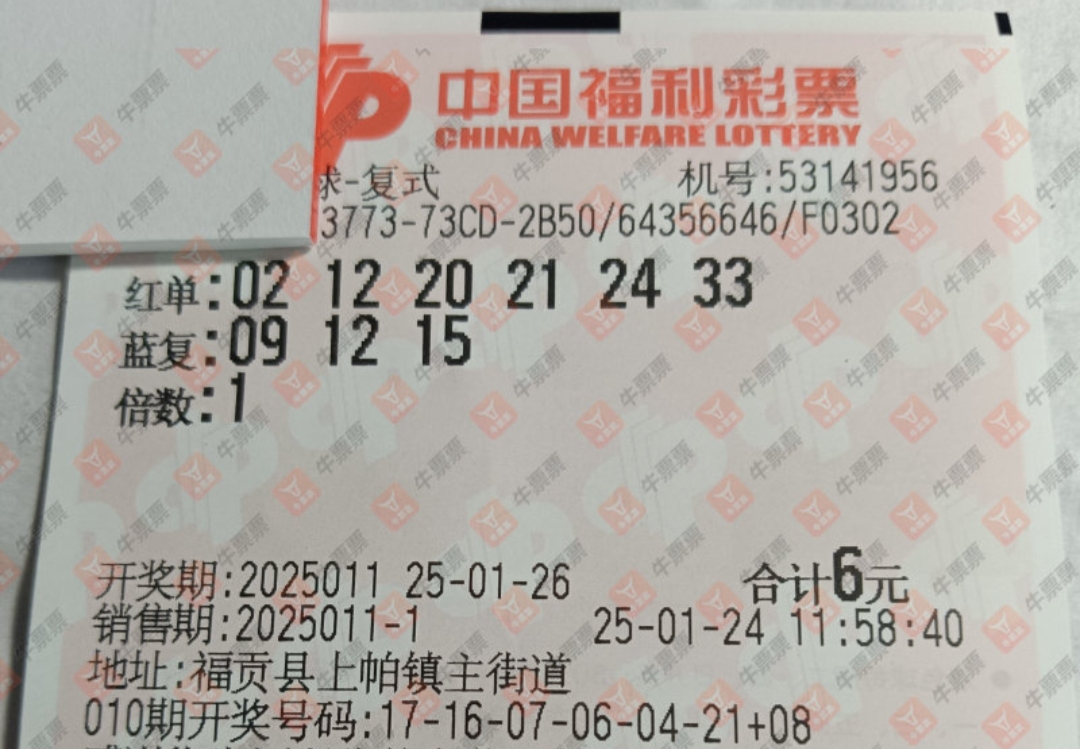 中国福利彩票
CHINA WELFARE LOTTERY
球-复式 机号:53141956
3773-73CD-2B50/64356646/F0302
红单:02 12 20 21 24 33
蓝复:09 12 15
倍数:1
开奖期:2025011 25-01-26 合计6元
销售期:2025011-1 25-01-24 11:58:40
地址:福贡县上帕镇主街道
010期开奖号码:17-16-07-06-04-21+08
牛票票